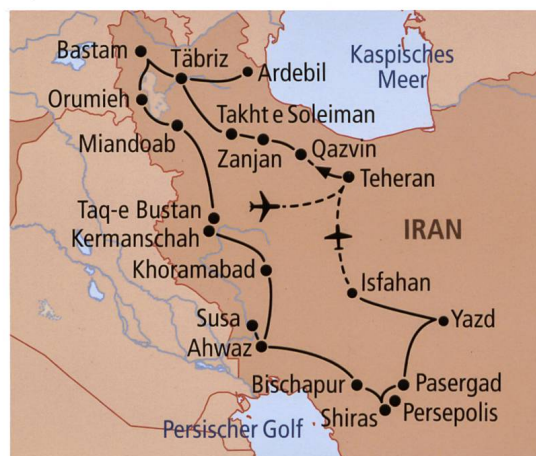 Bastam
Täbriz
Ardebil
Kaspisches
Meer
Orumieh
Takht e Soleiman
Miandoab
Zanjan
Qazvin
Teheran
Taq-e Bustan
Kermanschah
IRAN
Khoramabad
Isfahan
Susa
Yazd
Ahwaz
Bischapur
Pasergad
Shiras
Persepolis
Persischer Golf